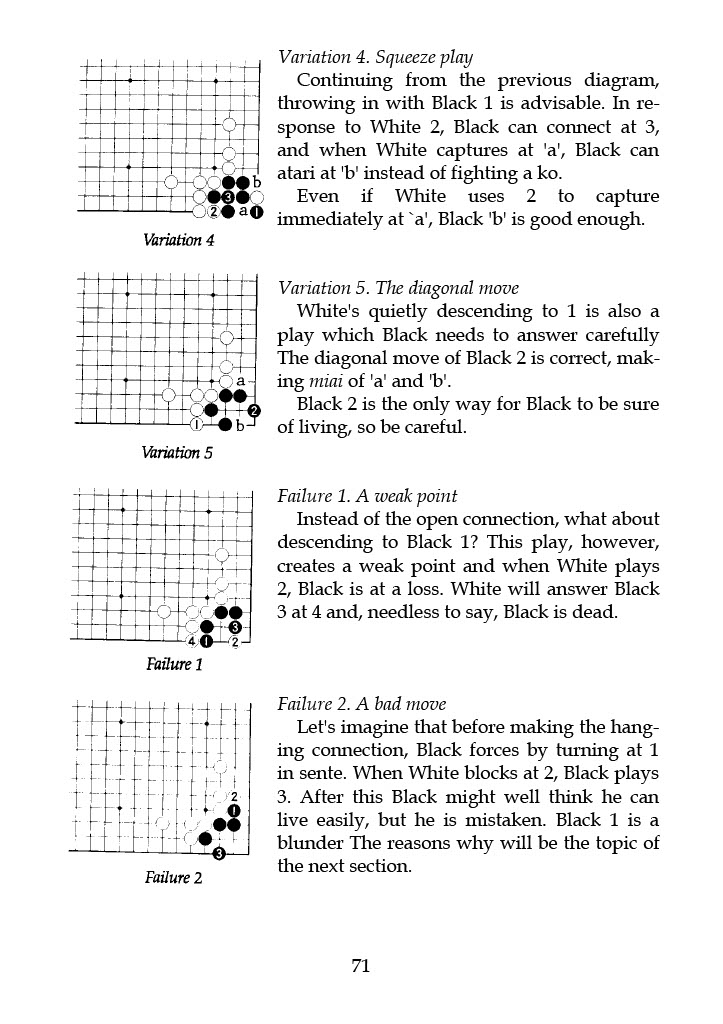 Variation 4. Squeeze play
Continuing from the previous diagram,
throwing in with Black 1 is advisable. In re-
sponse to White 2, Black can connect at 3,
and when White captures at 'a', Black can
atari at 'b' instead of fighting a ko.
Even if White uses 2 to capture
immediately at `a', Black 'b' is good enough.
b
3
2 a 1
Variation 4
Variation 5. The diagonal move
White's quietly descending to 1 is also a
play which Black needs to answer carefully
The diagonal move of Black 2 is correct, mak-
ing miai of 'a' and 'b'.
Black 2 is the only way for Black to be sure
of living, so be careful.
a
2
1 b
Variation 5
Failure 1. A weak point
Instead of the open connection, what about
descending to Black 1? This play, however,
creates a weak point and when White plays
2, Black is at a loss. White will answer Black
3 at 4 and, needless to say, Black is dead.
3
4 1 2
Failure 1
Failure 2. A bad move
Let's imagine that before making the hang-
ing connection, Black forces by turning at 1
in sente. When White blocks at 2, Black plays
3. After this Black might well think he can
live easily, but he is mistaken. Black 1 is a
blunder The reasons why will be the topic of
the next section.
2
1
3
Failure 2
71